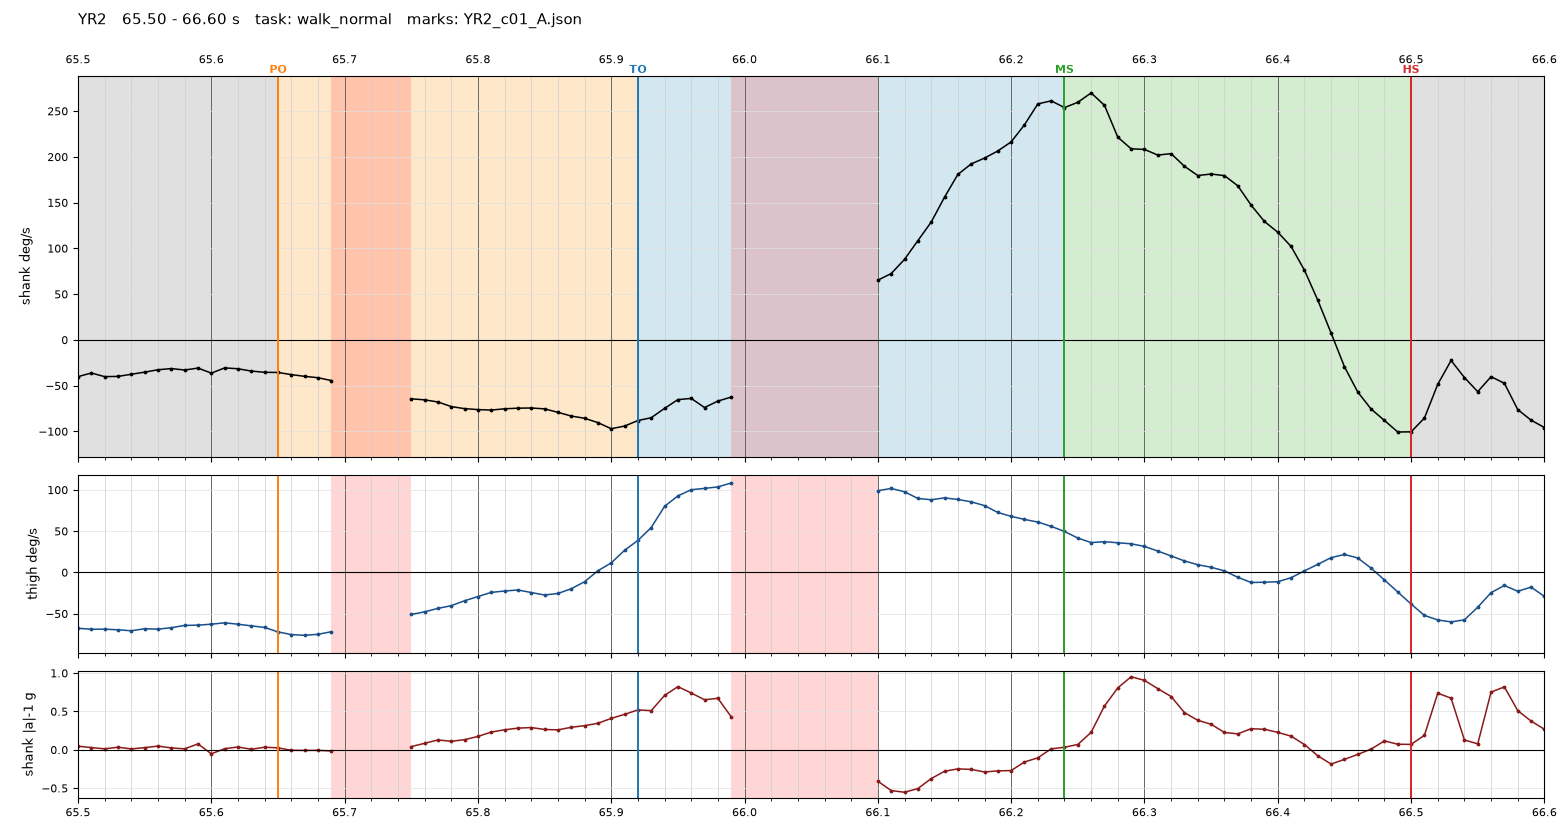 YR2   65.50 - 66.60 s   task: walk_normal   marks: YR2_c01_A.json
65.5 65.6 65.7 65.8 65.9 66.0 66.1 66.2 66.3 66.4 66.5 66.6
PO TO MS HS
shank deg/s
250
200
150
100
50
0
−50
−100
thigh deg/s
100
50
0
−50
shank |a|-1 g
1.0
0.5
0.0
−0.5
65.5 65.6 65.7 65.8 65.9 66.0 66.1 66.2 66.3 66.4 66.5 66.6